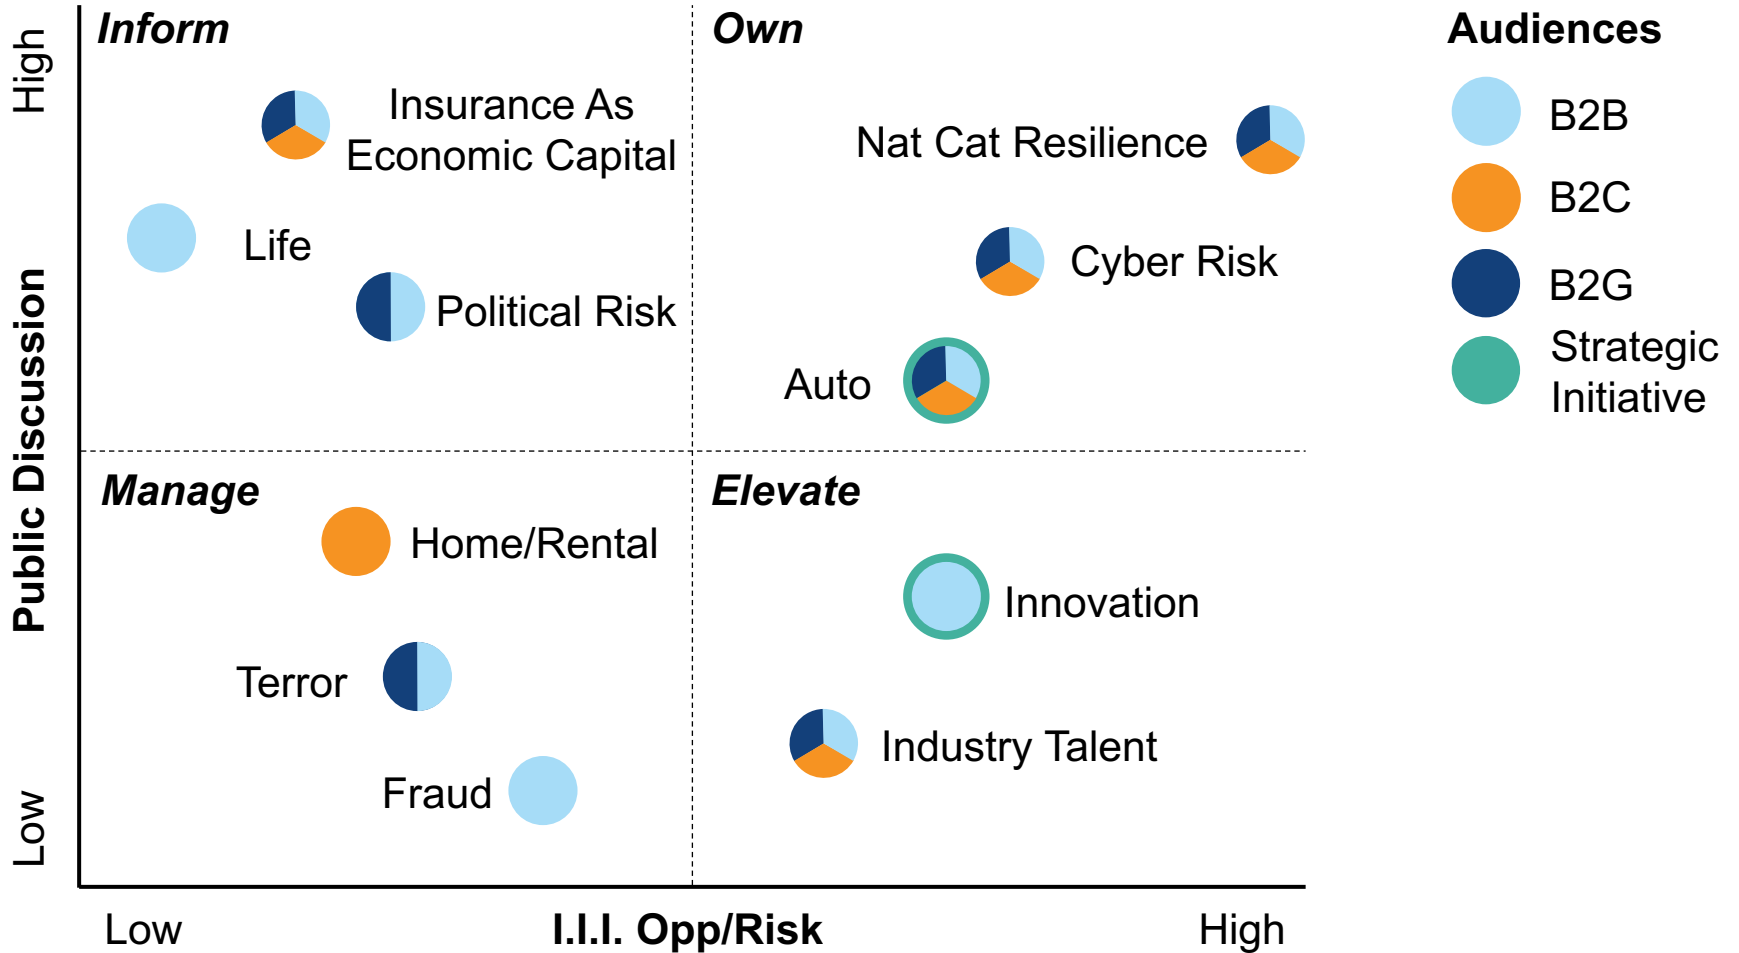 High
Public Discussion
Low
Inform
Insurance As
Economic Capital
Life
Political Risk
Own
Nat Cat Resilience
Cyber Risk
Auto
Manage
Home/Rental
Terror
Fraud
Elevate
Innovation
Industry Talent
Low
I.I.I. Opp/Risk
High
Audiences
B2B
B2C
B2G
Strategic
Initiative